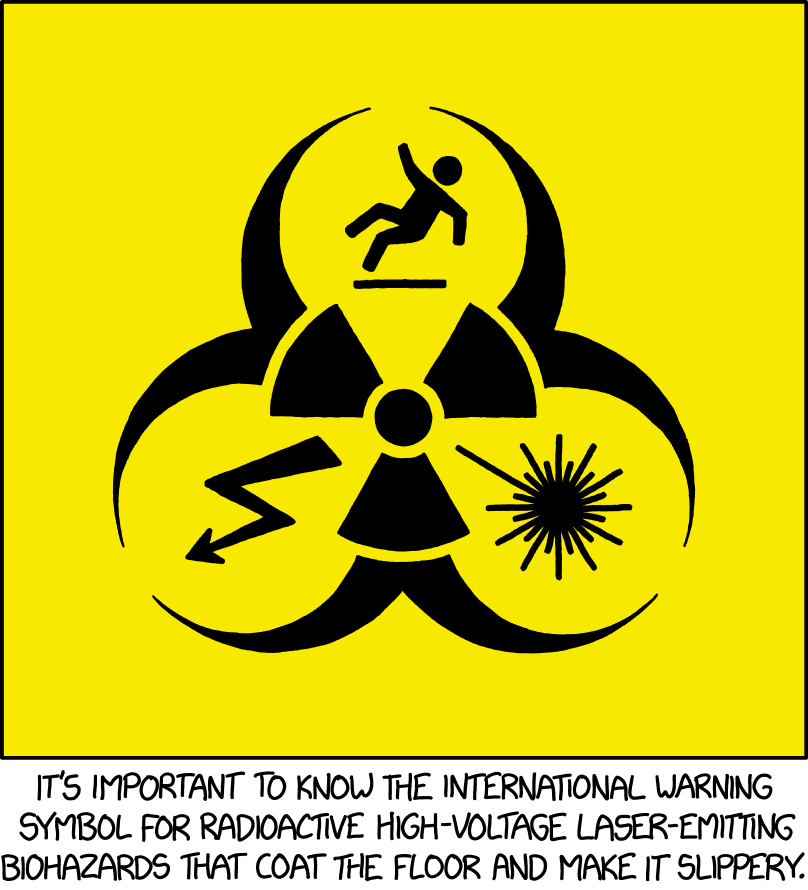 IT'S IMPORTANT TO KNOW THE INTERNATIONAL WARNING
SYMBOL FOR RADIOACTIVE HIGH-VOLTAGE LASER-EMITTING
BIOHAZARDS THAT COAT THE FLOOR AND MAKE IT SLIPPERY.